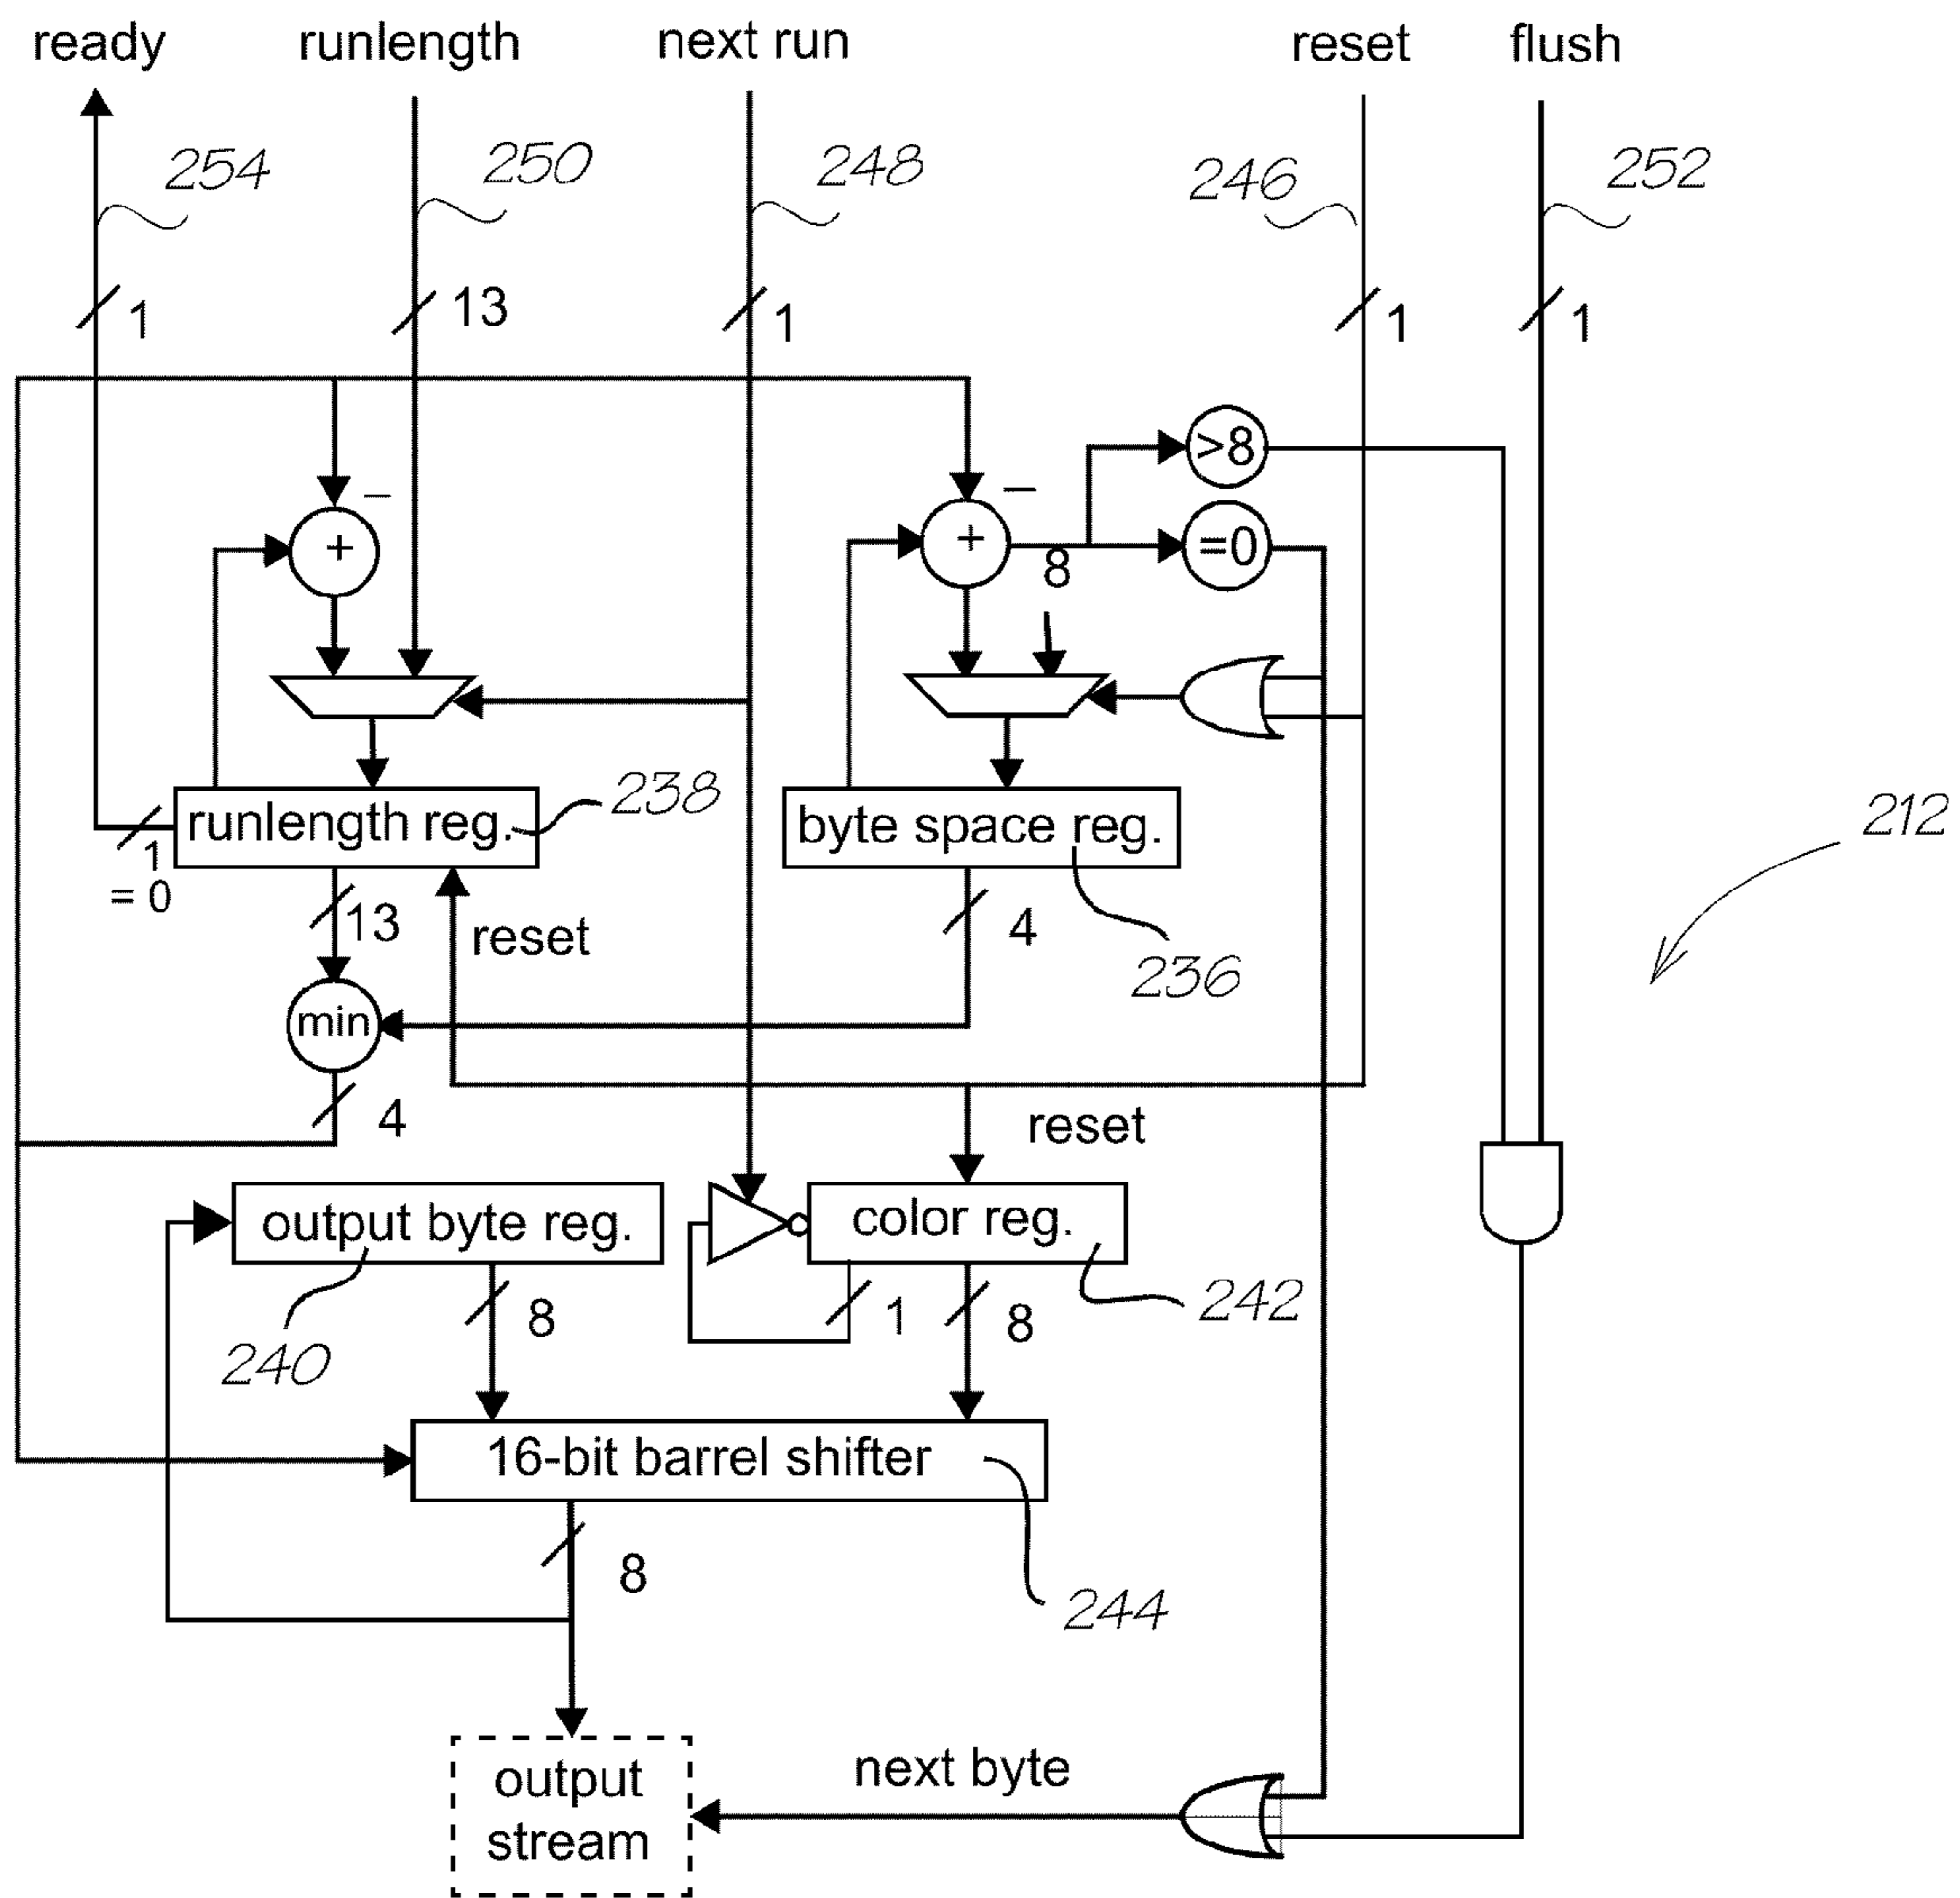 ready runlength next run reset flush
254 250 248 246 252
1 13 1 1 1
>8
– –
+ + =0
8
238
runlength reg. byte space reg. 212
1
= 0
13 reset 4
236
min
4 reset
output byte reg. color reg.
8 1 8 242
240
16-bit barrel shifter
8 244
next byte
output
stream